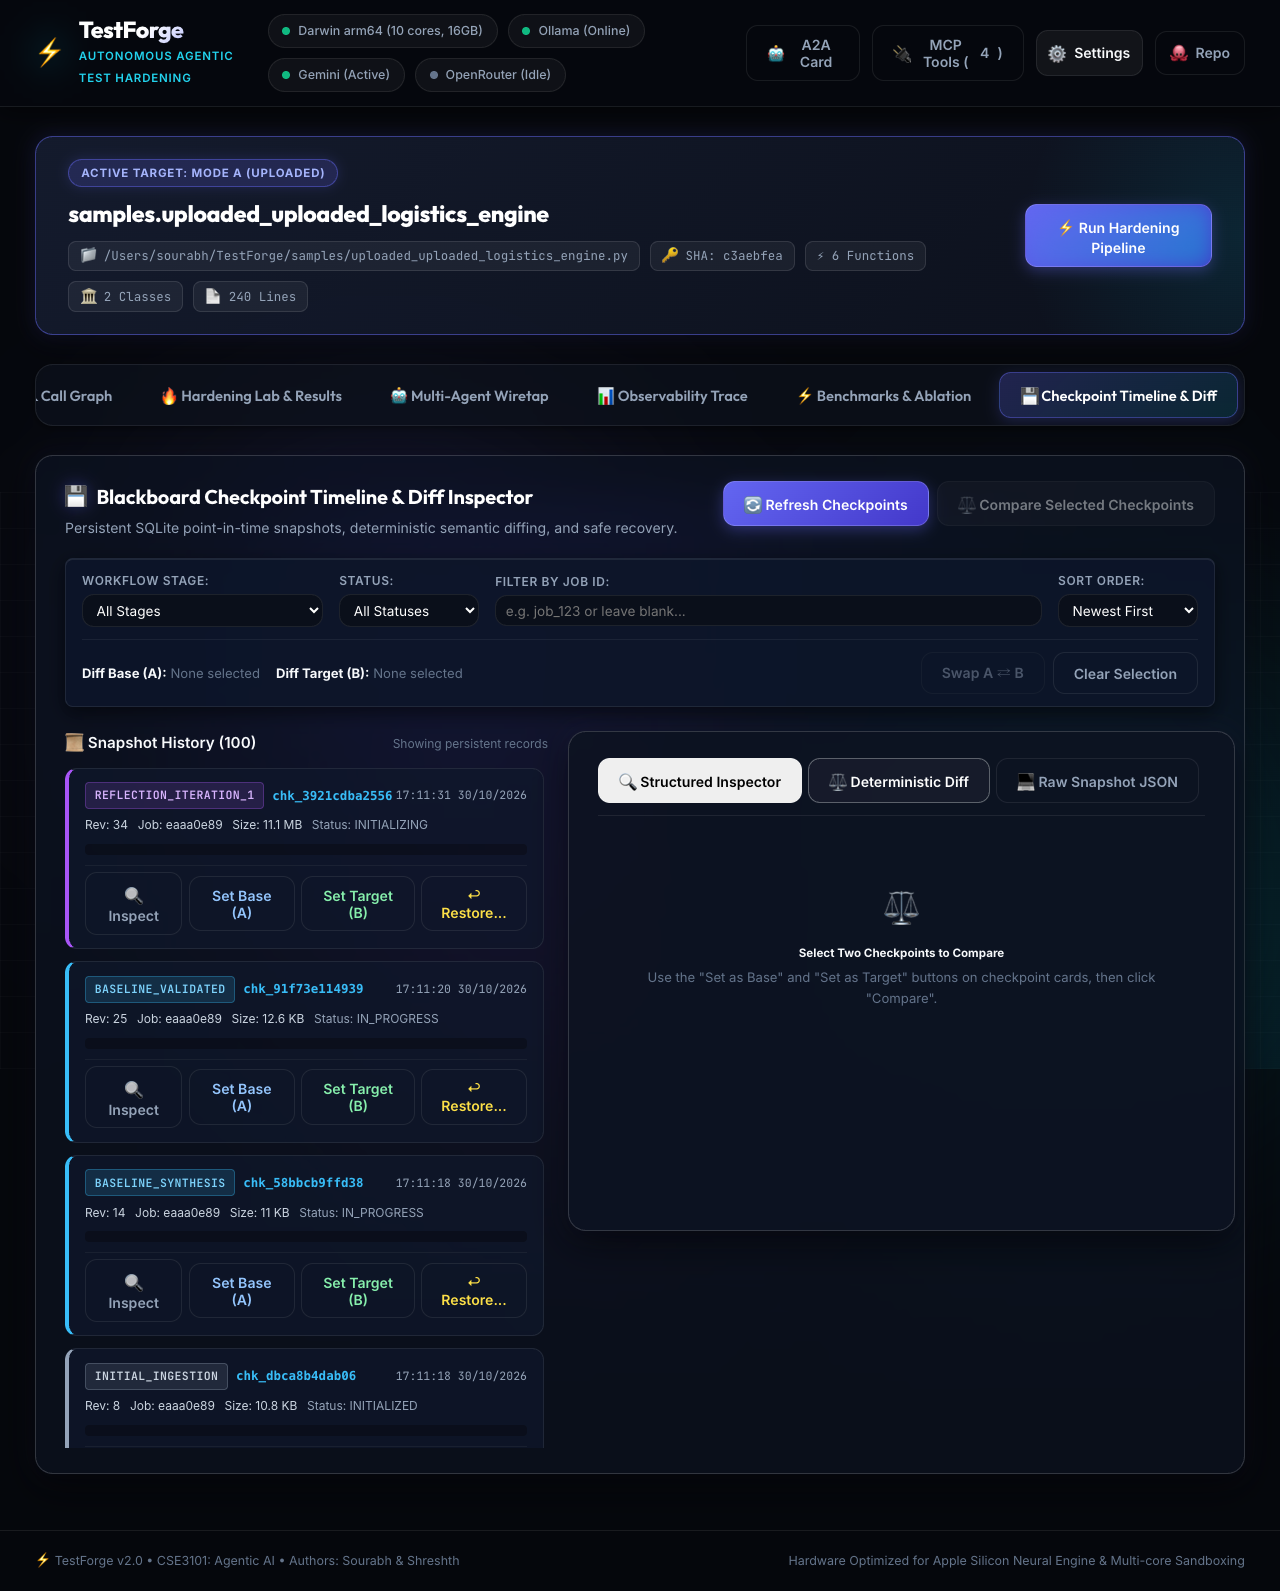 TestForge
AUTONOMOUS AGENTIC
TEST HARDENING
Darwin arm64 (10 cores, 16GB)
Ollama (Online)
Gemini (Active)
OpenRouter (Idle)
A2A
Card
MCP
Tools ( 4 )
Settings
Repo
ACTIVE TARGET: MODE A (UPLOADED)
samples.uploaded_uploaded_logistics_engine
/Users/sourabh/TestForge/samples/uploaded_uploaded_logistics_engine.py
SHA: c3aebfea
⚡ 6 Functions
2 Classes
240 Lines
⚡ Run Hardening
Pipeline
Call Graph
Hardening Lab & Results
Multi-Agent Wiretap
Observability Trace
Benchmarks & Ablation
Checkpoint Timeline & Diff
Blackboard Checkpoint Timeline & Diff Inspector
Persistent SQLite point-in-time snapshots, deterministic semantic diffing, and safe recovery.
Refresh Checkpoints
Compare Selected Checkpoints
WORKFLOW STAGE:
All Stages
STATUS:
All Statuses
FILTER BY JOB ID:
e.g. job_123 or leave blank...
SORT ORDER:
Newest First
Diff Base (A): None selected
Diff Target (B): None selected
Swap A ⇄ B
Clear Selection
Snapshot History (100)
Showing persistent records
REFLECTION_ITERATION_1 chk_3921cdba2556 17:11:31 30/10/2026
Rev: 34 Job: eaaa0e89 Size: 11.1 MB Status: INITIALIZING
Inspect
Set Base
(A)
Set Target
(B)
↩
Restore...
BASELINE_VALIDATED chk_91f73e114939 17:11:20 30/10/2026
Rev: 25 Job: eaaa0e89 Size: 12.6 KB Status: IN_PROGRESS
Inspect
Set Base
(A)
Set Target
(B)
↩
Restore...
BASELINE_SYNTHESIS chk_58bbcb9ffd38 17:11:18 30/10/2026
Rev: 14 Job: eaaa0e89 Size: 11 KB Status: IN_PROGRESS
Inspect
Set Base
(A)
Set Target
(B)
↩
Restore...
INITIAL_INGESTION chk_dbca8b4dab06 17:11:18 30/10/2026
Rev: 8 Job: eaaa0e89 Size: 10.8 KB Status: INITIALIZED
Structured Inspector
Deterministic Diff
Raw Snapshot JSON
Select Two Checkpoints to Compare
Use the "Set as Base" and "Set as Target" buttons on checkpoint cards, then click
"Compare".
⚡ TestForge v2.0 • CSE3101: Agentic AI • Authors: Sourabh & Shreshth
Hardware Optimized for Apple Silicon Neural Engine & Multi-core Sandboxing